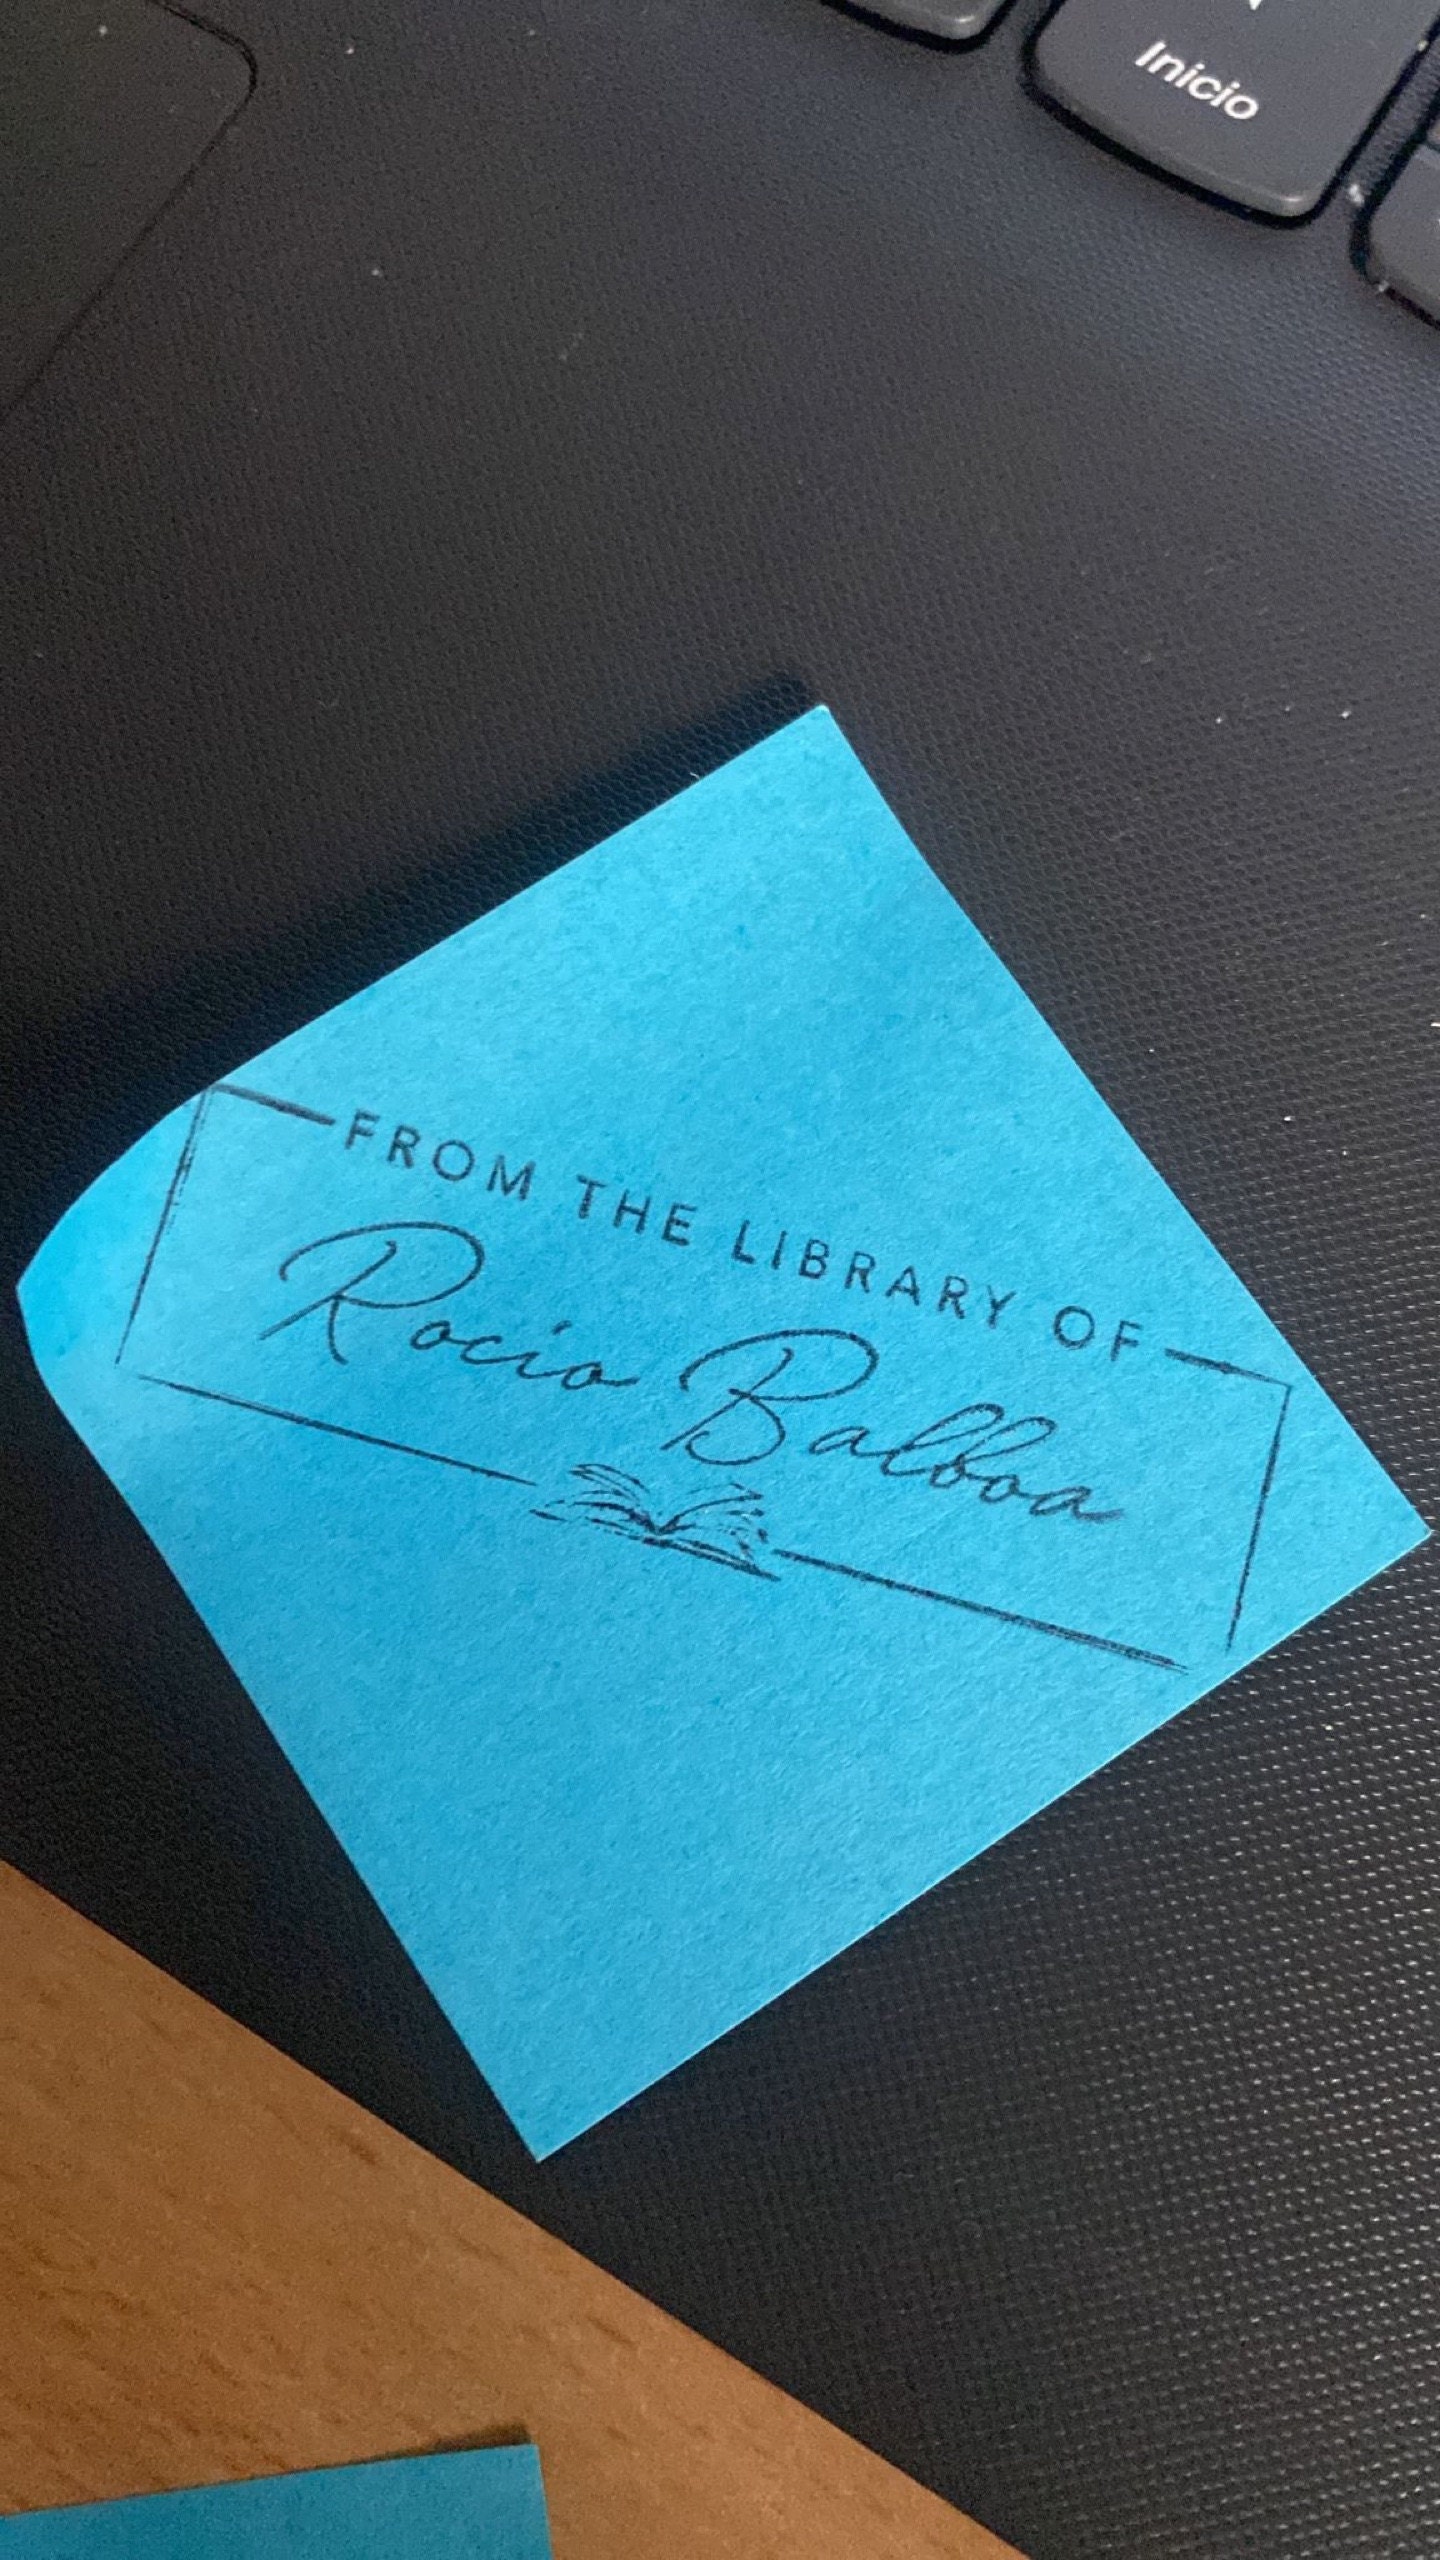 Inicio
FROM THE LIBRARY OF
Rocio Balboa